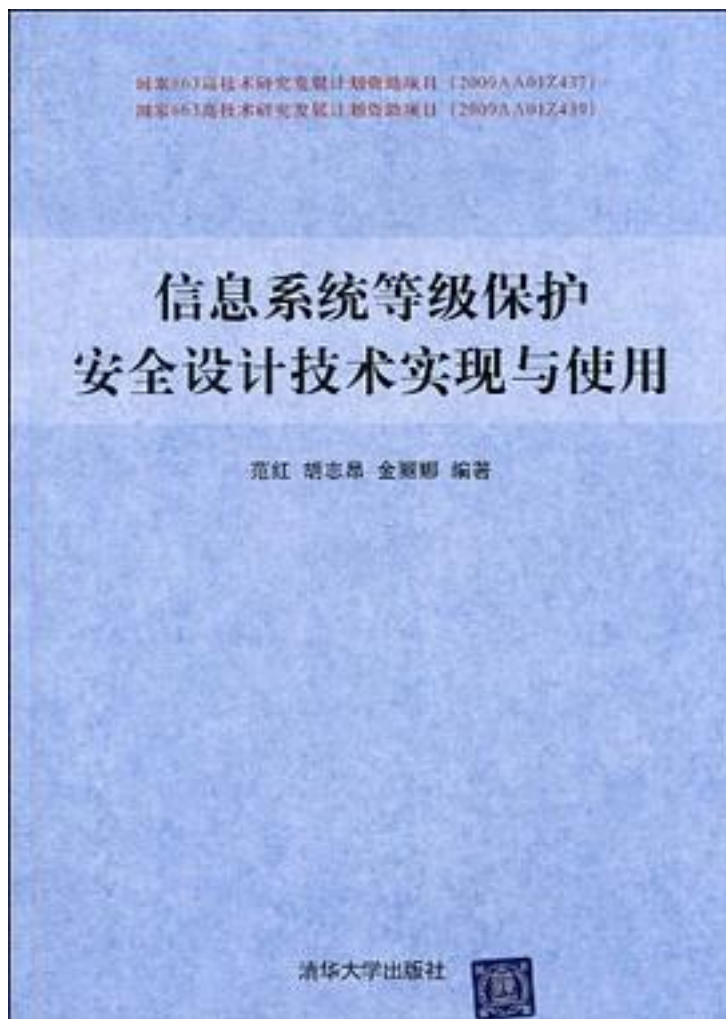 国家863高技术研究发展计划资助项目（2009AA01Z437）
国家863高技术研究发展计划资助项目（2009AA01Z439）
信息系统等级保护
安全设计技术实现与使用
范红 胡志昂 金丽娜 编著
清华大学出版社